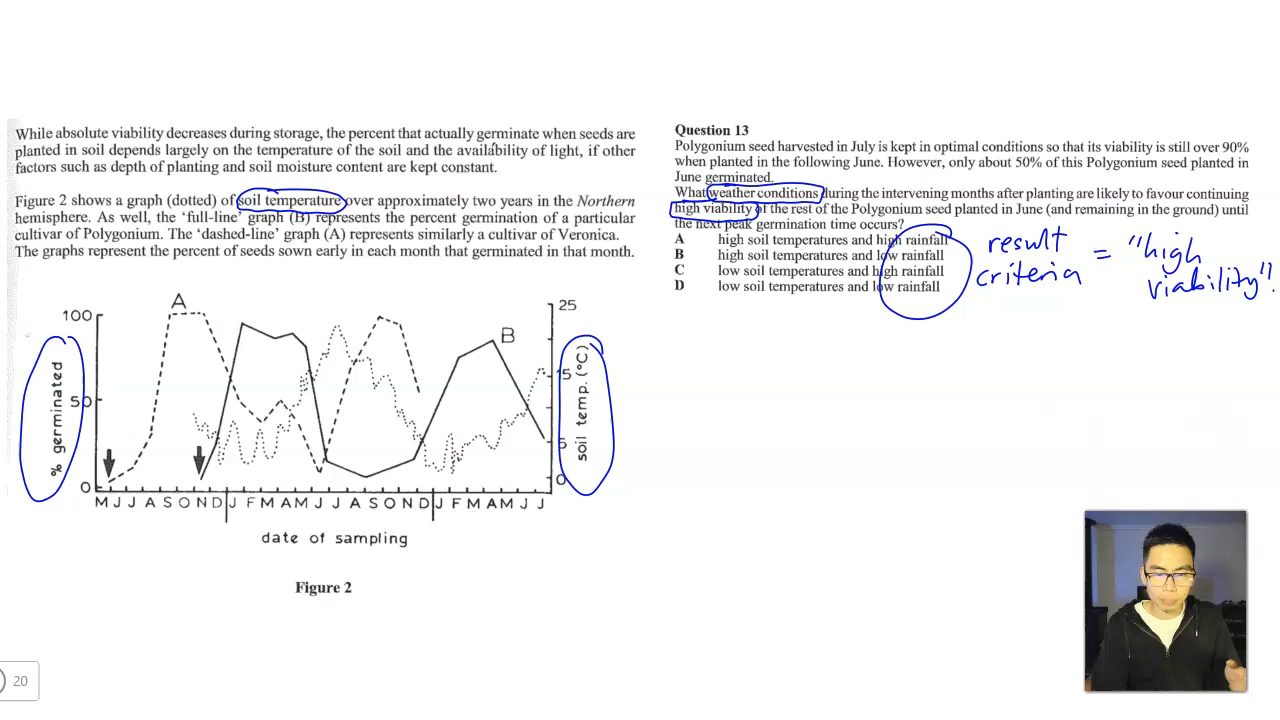 While absolute viability decreases during storage, the percent that actually germinate when seeds are
planted in soil depends largely on the temperature of the soil and the availability of light, if other
factors such as depth of planting and soil moisture content are kept constant.
Figure 2 shows a graph (dotted) of soil temperature over approximately two years in the Northern
hemisphere. As well, the 'full-line' graph (B) represents the percent germination of a particular
cultivar of Polygonium. The 'dashed-line' graph (A) represents similarly a cultivar of Veronica.
The graphs represent the percent of seeds sown early in each month that germinated in that month.
A
B
100
50
0
% germinated
25
15
5
0
soil temp. (°C)
M J J A S O N D J F M A M J J A S O N D J F M A M J J
date of sampling
Figure 2
20
Question 13
Polygonium seed harvested in July is kept in optimal conditions so that its viability is still over 90%
when planted in the following June. However, only about 50% of this Polygonium seed planted in
June germinated.
What weather conditions during the intervening months after planting are likely to favour continuing
high viability of the rest of the Polygonium seed planted in June (and remaining in the ground) until
the next peak germination time occurs?
A high soil temperatures and high rainfall
B high soil temperatures and low rainfall
C low soil temperatures and high rainfall
D low soil temperatures and low rainfall
result
criteria = "high
viability".